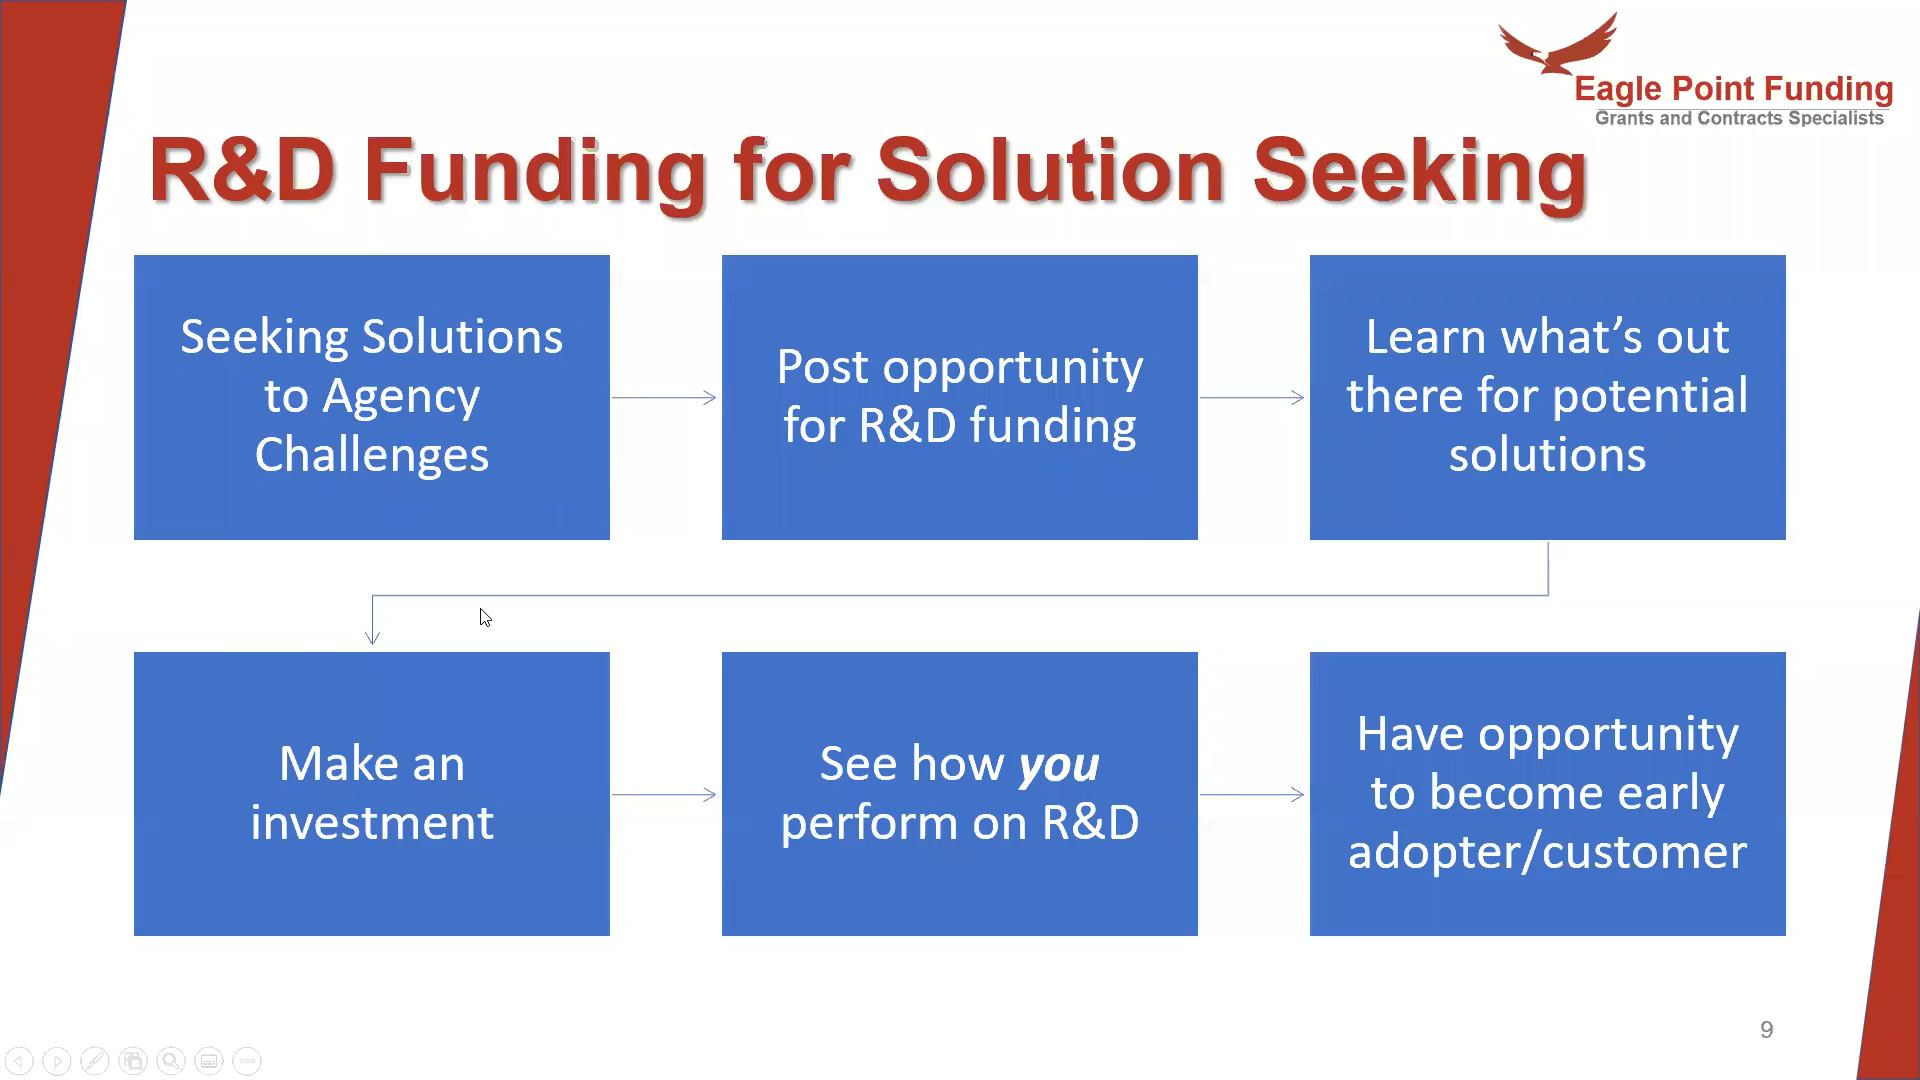 Eagle Point Funding
Grants and Contracts Specialists
R&D Funding for Solution Seeking
Seeking Solutions
to Agency
Challenges
Post opportunity
for R&D funding
Learn what’s out
there for potential
solutions
Make an
investment
See how you
perform on R&D
Have opportunity
to become early
adopter/customer
9